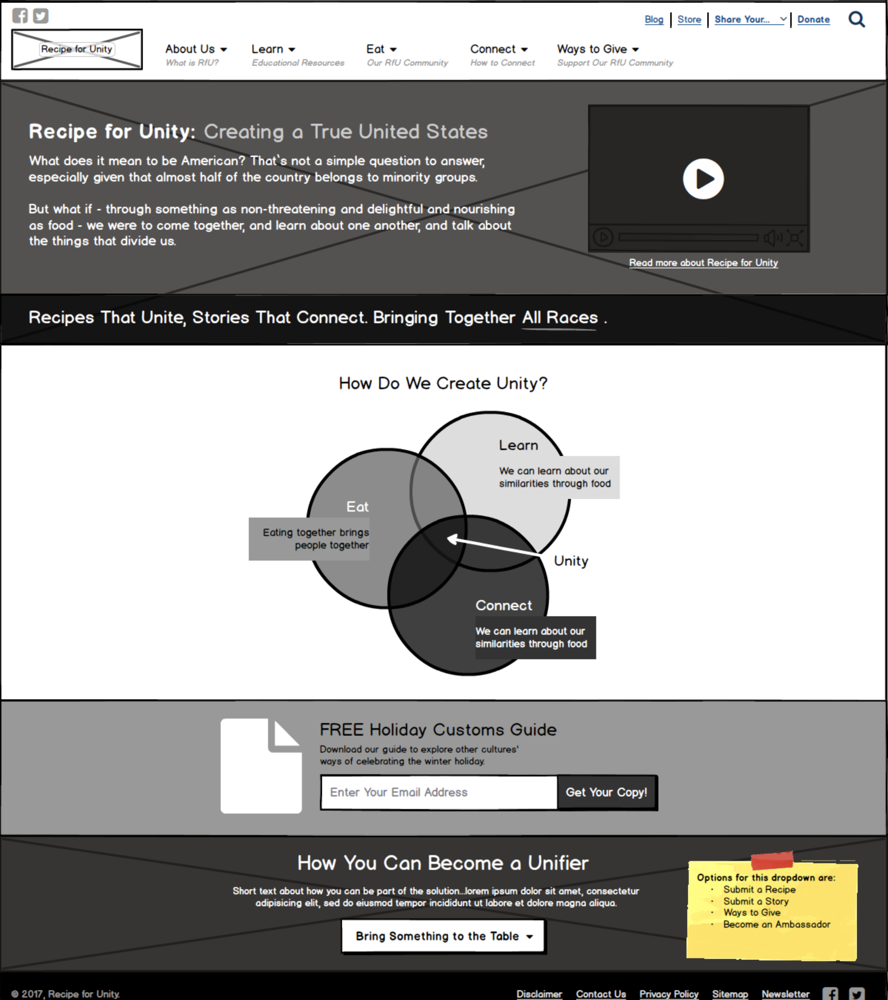 Blog
Store
Share Your...
Donate
Recipe for Unity
About Us
What is RfU?
Learn
Educational Resources
Eat
Our RfU Community
Connect
How to Connect
Ways to Give
Support Our RfU Community
Recipe for Unity: Creating a True United States
What does it mean to be American? That`s not a simple question to answer,
especially given that almost half of the country belongs to minority groups.
But what if - through something as non-threatening and delightful and nourishing
as food - we were to come together, and learn about one another, and talk about
the things that divide us.
Read more about Recipe for Unity
Recipes That Unite, Stories That Connect. Bringing Together All Races .
How Do We Create Unity?
Learn
We can learn about our
similarities through food
Eat
Eating together brings
people together
Unity
Connect
We can learn about our
similarities through food
FREE Holiday Customs Guide
Download our guide to explore other cultures'
ways of celebrating the winter holiday.
Enter Your Email Address
Get Your Copy!
How You Can Become a Unifier
Short text about how you can be part of the solution...lorem ipsum dolor sit amet, consectetur
adipisicing elit, sed do eiusmod tempor incididunt ut labore et dolore magna aliqua.
Bring Something to the Table
Options for this dropdown are:
· Submit a Recipe
· Submit a Story
· Ways to Give
· Become an Ambassador
© 2017, Recipe for Unity.
Disclaimer
Contact Us
Privacy Policy
Sitemap
Newsletter